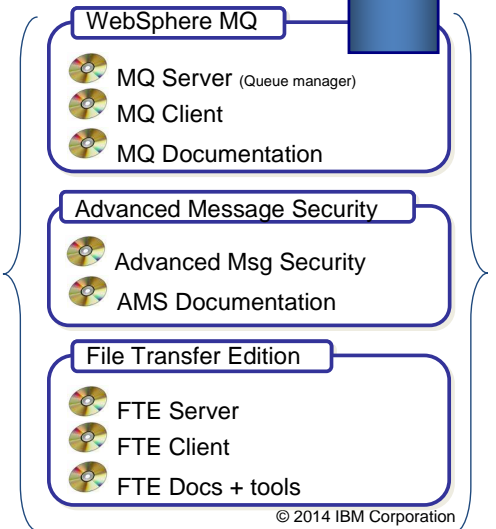 WebSphere MQ
MQ Server (Queue manager)
MQ Client
MQ Documentation
Advanced Message Security
Advanced Msg Security
AMS Documentation
File Transfer Edition
FTE Server
FTE Client
FTE Docs + tools
© 2014 IBM Corporation